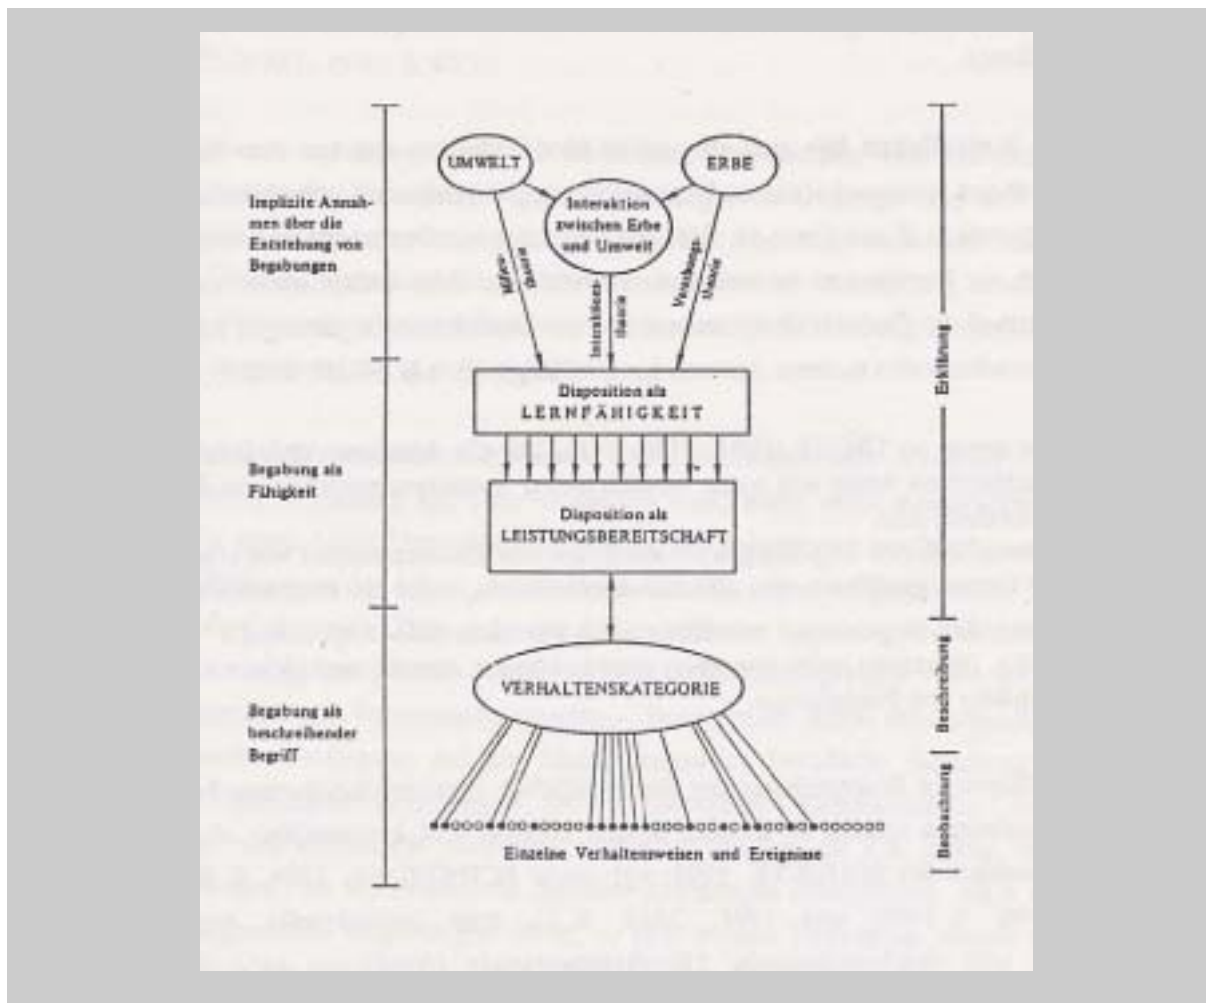 UMWELT
ERBE
Implizite Annah-
men über die
Entstehung von
Begabungen
Interaktion
zwischen Erbe
und Umwelt
Milieu-
theorie
Interaktions-
theorie
Vererbungs-
theorie
Disposition als
LERNFÄHIGKEIT
Begabung als
Fähigkeit
Disposition als
LEISTUNGSBEREITSCHAFT
VERHALTENSKATEGORIE
Begabung als
beschreibender
Begriff
Einzelne Verhaltensweisen und Ereignisse
Erklärung
Beschreibung
Beobachtung